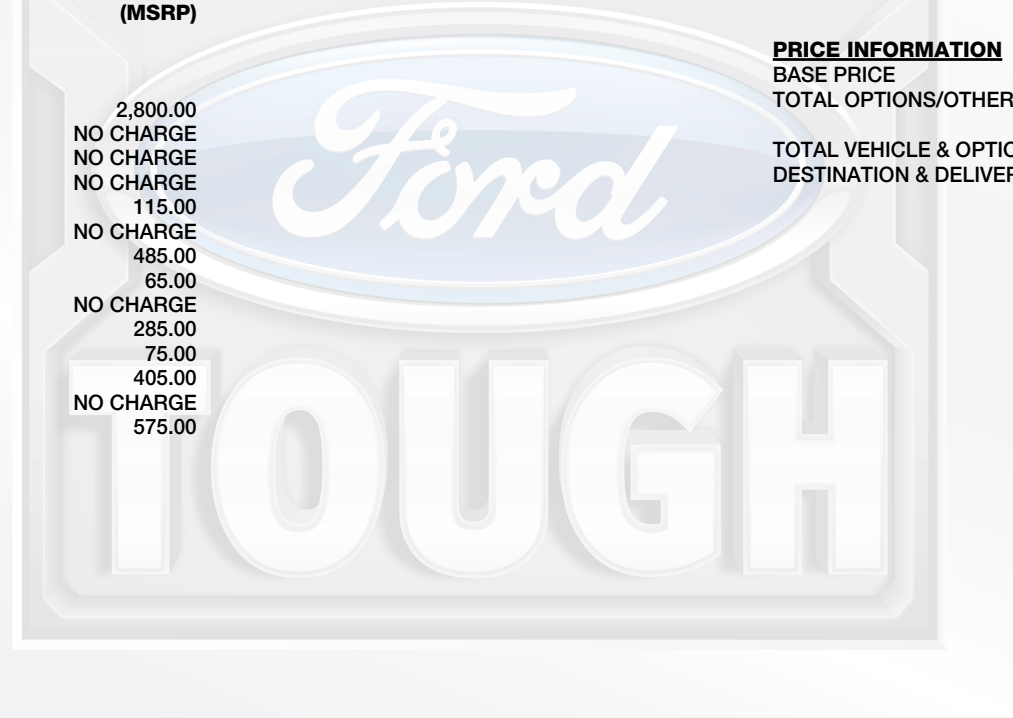 (MSRP)
2,800.00
NO CHARGE
NO CHARGE
NO CHARGE
115.00
NO CHARGE
485.00
65.00
NO CHARGE
285.00
75.00
405.00
NO CHARGE
575.00
PRICE INFORMATION
BASE PRICE
TOTAL OPTIONS/OTHER
TOTAL VEHICLE & OPTIO
DESTINATION & DELIVER
Ford
TOUGH